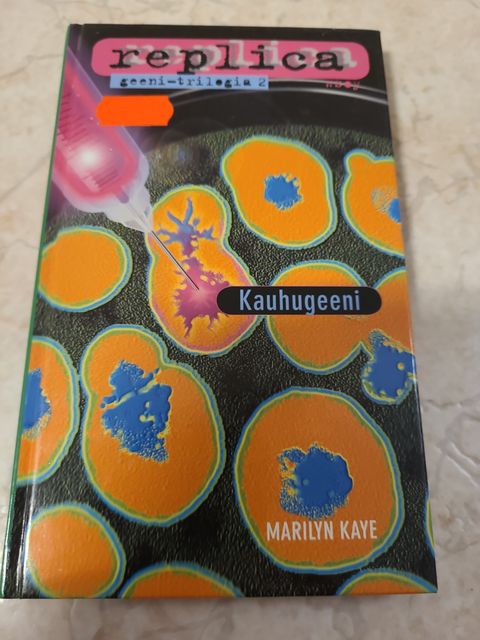 replica
geeni-trilogia 2
Kauhugeeni
MARILYN KAYE